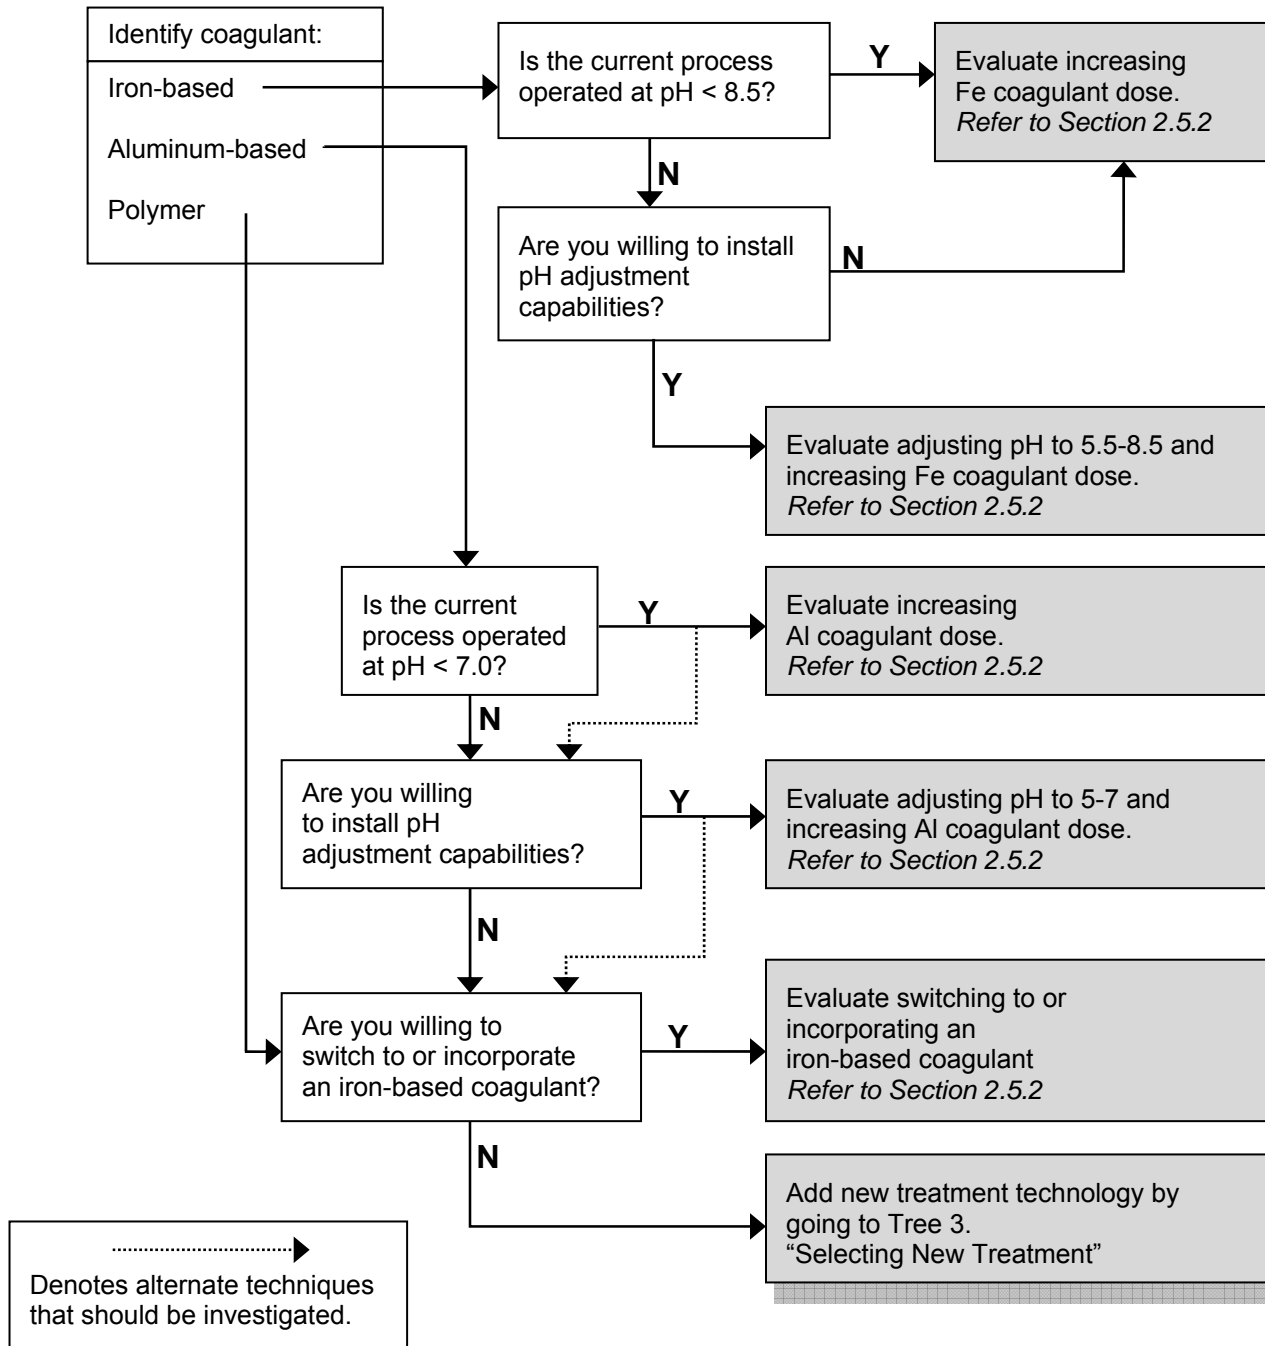 Identify coagulant:
Iron-based
Aluminum-based
Polymer
Is the current process
operated at pH < 8.5?
Y
Evaluate increasing
Fe coagulant dose.
Refer to Section 2.5.2
N
Are you willing to install
pH adjustment
capabilities?
N
Y
Evaluate adjusting pH to 5.5-8.5 and
increasing Fe coagulant dose.
Refer to Section 2.5.2
Is the current
process operated
at pH < 7.0?
Y
Evaluate increasing
Al coagulant dose.
Refer to Section 2.5.2
N
Are you willing
to install pH
adjustment capabilities?
Y
Evaluate adjusting pH to 5-7 and
increasing Al coagulant dose.
Refer to Section 2.5.2
N
Are you willing to
switch to or incorporate
an iron-based coagulant?
Y
Evaluate switching to or
incorporating an
iron-based coagulant
Refer to Section 2.5.2
N
Add new treatment technology by
going to Tree 3.
“Selecting New Treatment”
Denotes alternate techniques
that should be investigated.